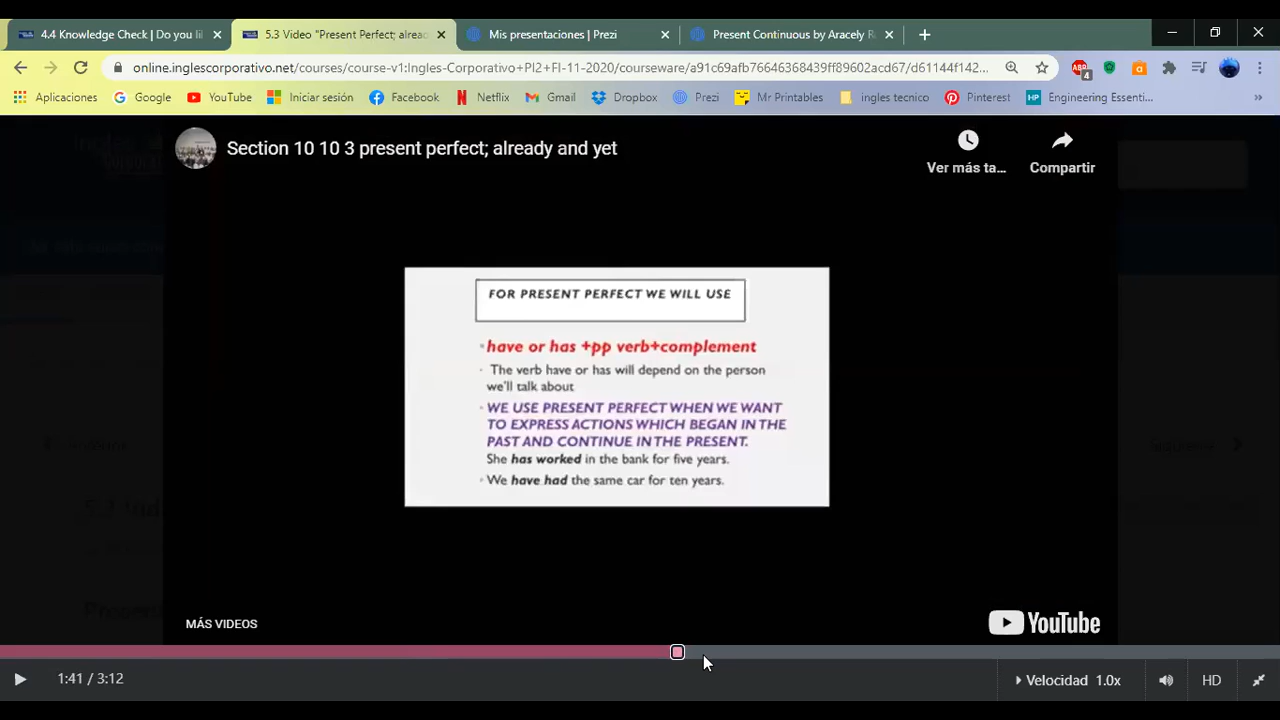 4.4 Knowledge Check | Do you lil
5.3 Video "Present Perfect; alread
Mis presentaciones | Prezi
Present Continuous by Aracely R
online.inglescorporativo.net/courses/course-v1:Ingles-Corporativo+PI2+FI-11-2020/courseware/a91c69afb76646368439ff89602acd67/d61144f142...
ABP
4
Aplicaciones
Google
YouTube
Iniciar sesión
Facebook
Netflix
Gmail
Dropbox
Prezi
Mr Printables
ingles tecnico
Pinterest
HP
Engineering Essenti...
Section 10 10 3 present perfect; already and yet
Ver más ta...
Compartir
FOR PRESENT PERFECT WE WILL USE
have or has +pp verb+complement
The verb have or has will depend on the person
we'll talk about
WE USE PRESENT PERFECT WHEN WE WANT
TO EXPRESS ACTIONS WHICH BEGAN IN THE
PAST AND CONTINUE IN THE PRESENT.
She has worked in the bank for five years.
We have had the same car for ten years.
MÁS VIDEOS
YouTube
1:41 / 3:12
Velocidad 1.0x
HD